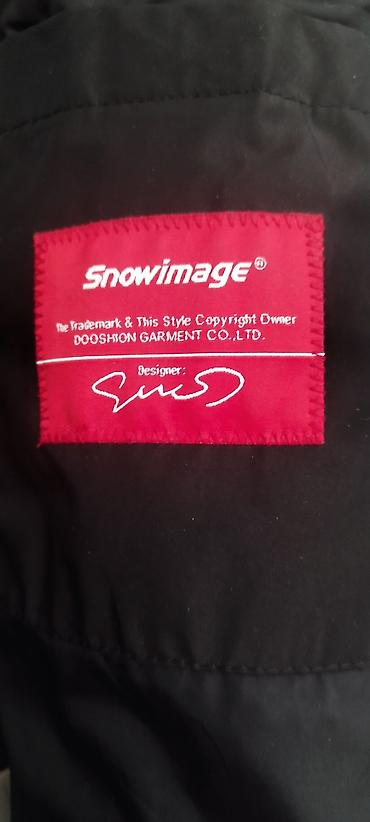 Snowimage®
The Trademark & This Style Copyright Owner
DOOSHION GARMENT CO.,LTD.
Designer: